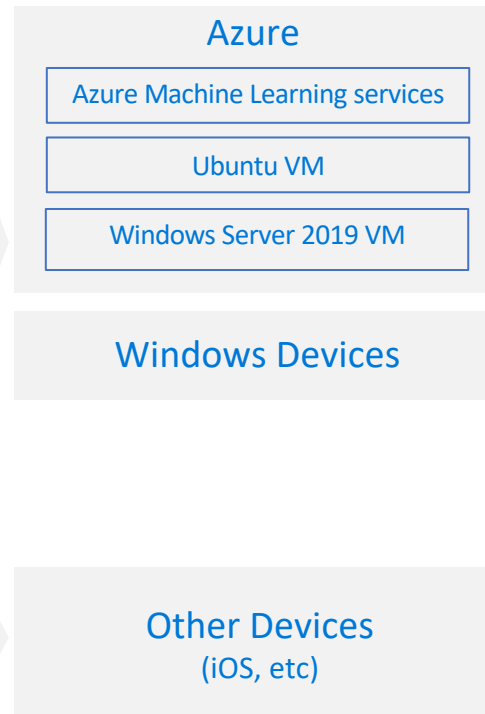 Azure
Azure Machine Learning services
Ubuntu VM
Windows Server 2019 VM
Windows Devices
Other Devices
(iOS, etc)